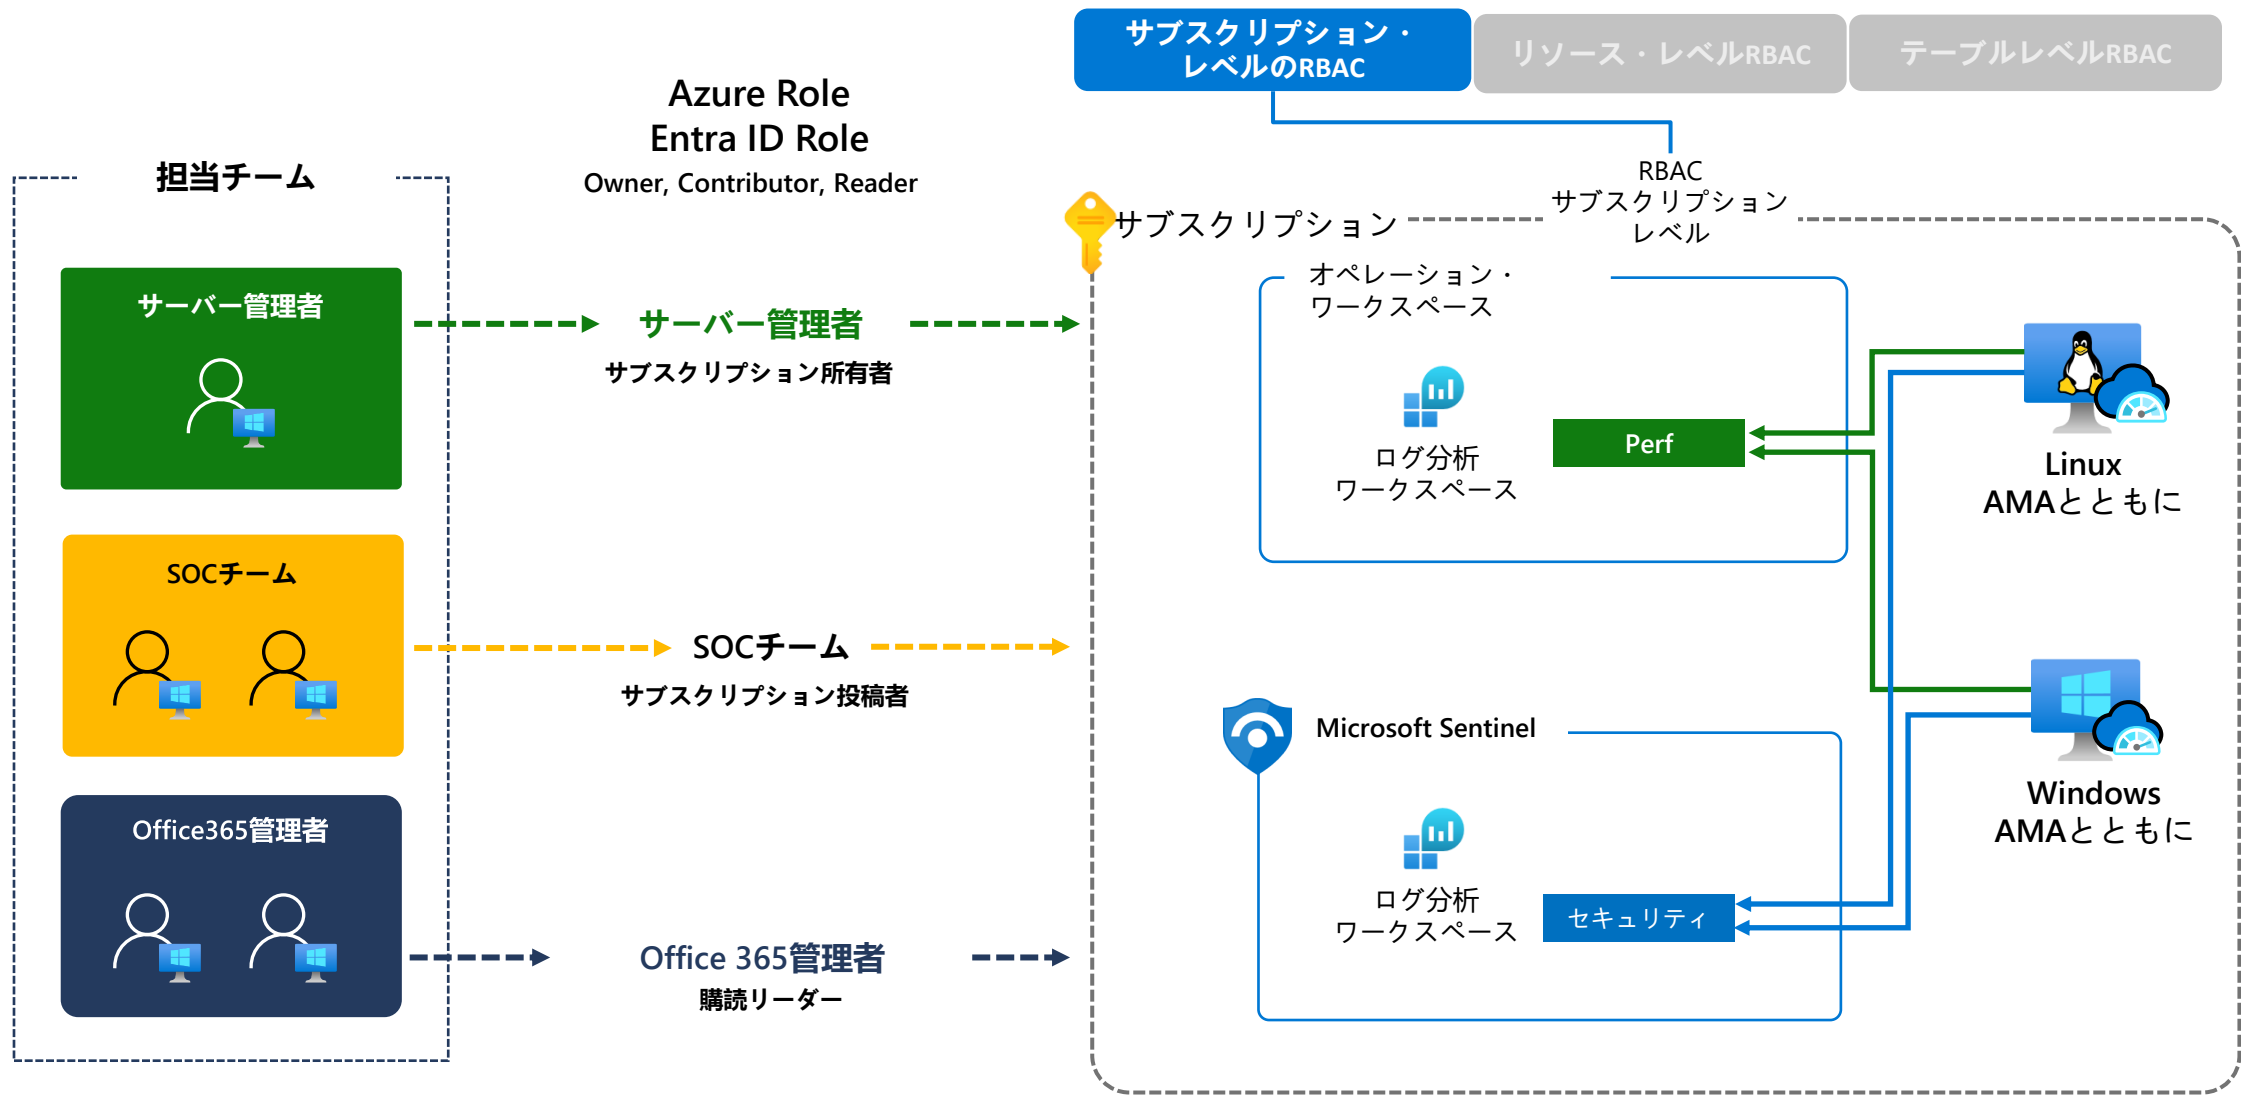 サブスクリプション・
レベルのRBAC
リソース・レベルRBAC
テーブルレベルRBAC
Azure Role
Entra ID Role
Owner, Contributor, Reader
担当チーム
RBAC
サブスクリプション
レベル
サブスクリプション
サーバー管理者
サーバー管理者
サブスクリプション所有者
オペレーション・
ワークスペース
ログ分析
ワークスペース
Perf
Linux
AMAとともに
SOCチーム
SOCチーム
サブスクリプション投稿者
Microsoft Sentinel
ログ分析
ワークスペース
セキュリティ
Windows
AMAとともに
Office365管理者
Office 365管理者
購読リーダー